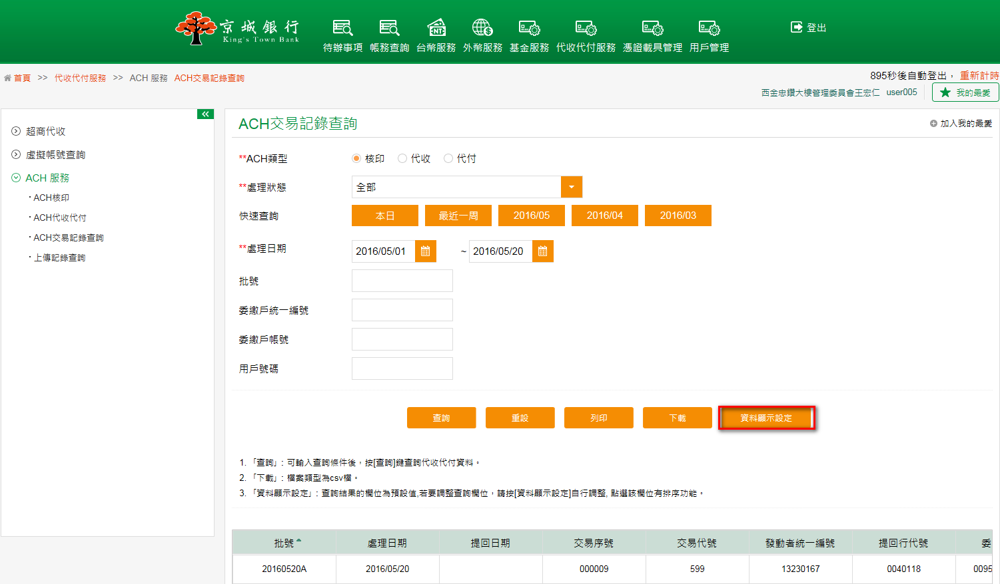 京城銀行
King's Town Bank
待辦事項 帳務查詢 台幣服務 外幣服務 基金服務 代收代付服務 憑證載具管理 用戶管理
登出
首頁 >> 代收代付服務 >> ACH 服務 ACH交易記錄查詢
895秒後自動登出， 重新計時
西金忠鑽大樓管理委員會王宏仁 user005
我的最愛
超商代收
虛擬帳號查詢
ACH 服務
ACH核印
ACH代收代付
ACH交易記錄查詢
上傳記錄查詢
ACH交易記錄查詢
加入我的最愛
**ACH類型 核印 代收 代付
**處理狀態 全部
快速查詢 本日 最近一周 2016/05 2016/04 2016/03
**處理日期 2016/05/01 ~ 2016/05/20
批號
委繳戶統一編號
委繳戶帳號
用戶號碼
查詢 重設 列印 下載 資料顯示設定
1. 「查詢」: 可輸入查詢條件後，按[查詢]鍵查詢代收代付資料。
2. 「下載」: 檔案類型為csv檔。
3. 「資料顯示設定」: 查詢結果的欄位為預設值,若要調整查詢欄位，請按[資料顯示設定]自行調整, 點選該欄位有排序功能。
批號 處理日期 提回日期 交易序號 交易代號 發動者統一編號 提回行代號 委
20160520A 2016/05/20 000009 599 13230167 0040118 0095